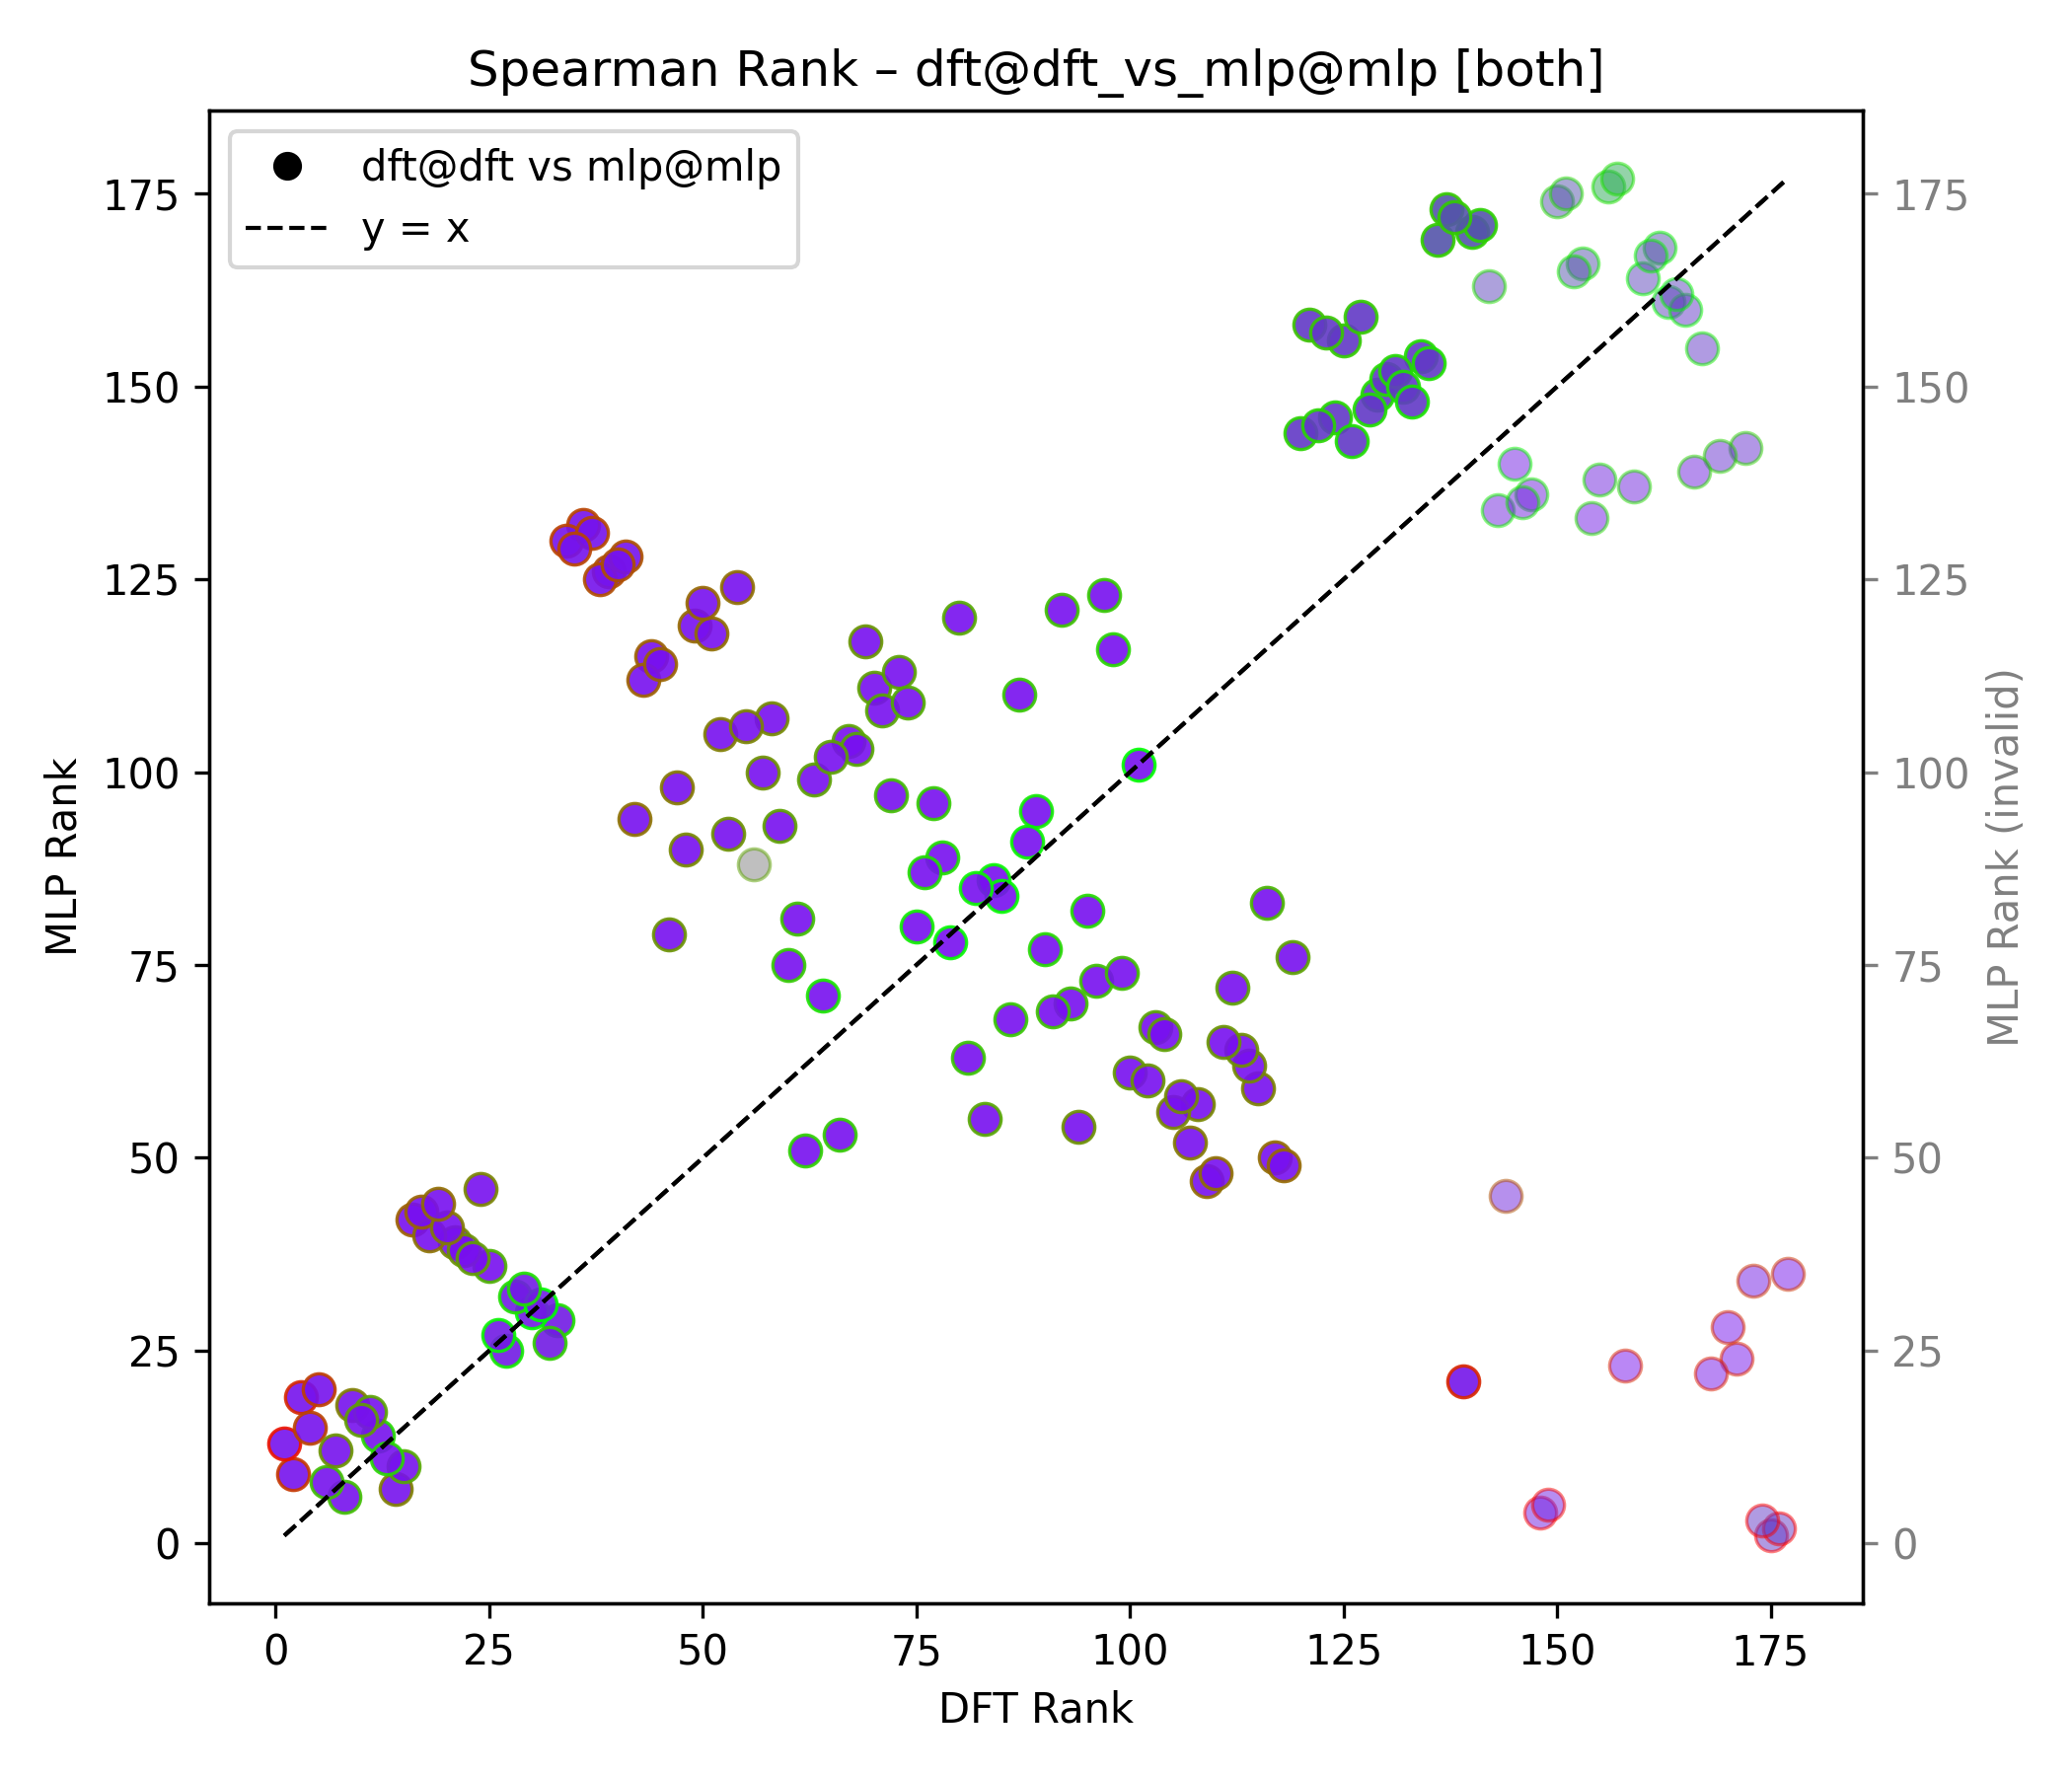 Spearman Rank – dft@dft_vs_mlp@mlp [both]
dft@dft vs mlp@mlp
y = x
MLP Rank
175
150
125
100
75
50
25
0
175
150
125
100
75
50
25
0
MLP Rank (invalid)
0 25 50 75 100 125 150 175
DFT Rank